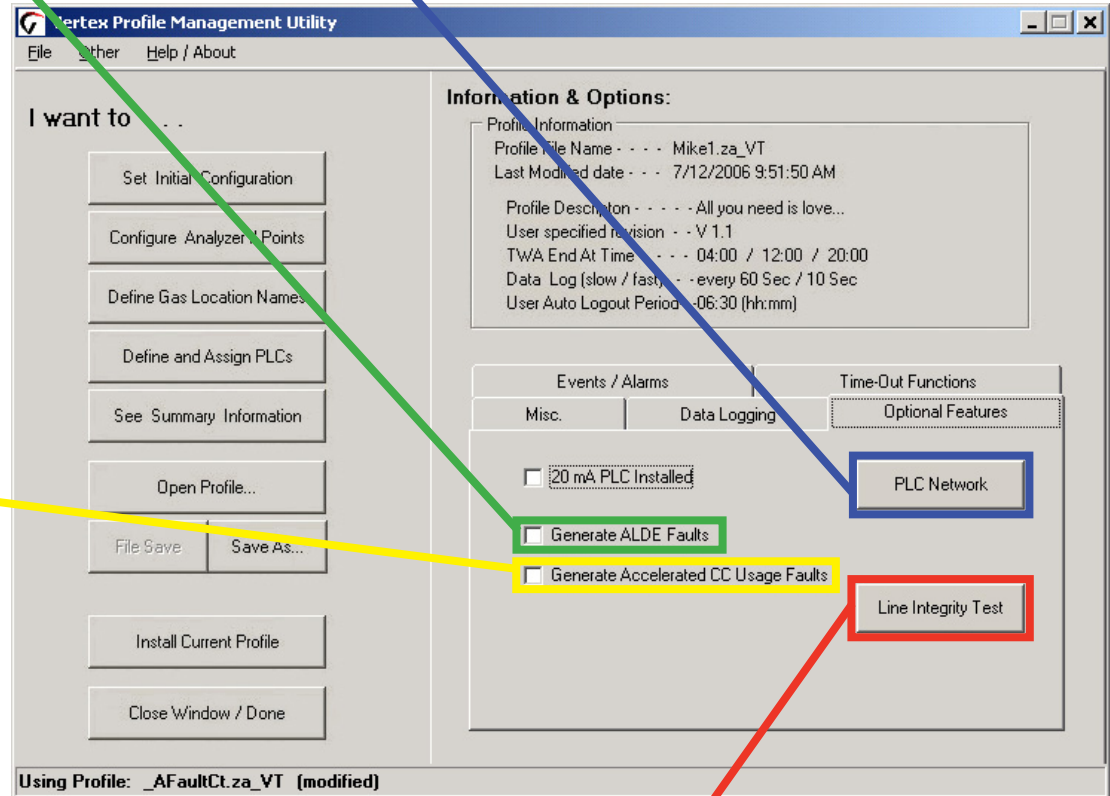 Vertex Profile Management Utility
File Other Help / About
I want to . . .
Set Initial Configuration
Configure Analyzer / Points
Define Gas Location Names
Define and Assign PLCs
See Summary Information
Open Profile...
File Save
Save As...
Install Current Profile
Close Window / Done
Information & Options:
Profile Information
Profile File Name - - - - Mike1.za_VT
Last Modified date - - - 7/12/2006 9:51:50 AM
Profile Descripton - - - - - All you need is love...
User specified revision - - V 1.1
TWA End At Time - - - - 04:00 / 12:00 / 20:00
Data Log (slow / fast) - - every 60 Sec / 10 Sec
User Auto Logout Period - -06:30 (hh:mm)
Events / Alarms
Time-Out Functions
Misc.
Data Logging
Optional Features
20 mA PLC Installed
PLC Network
Generate ALDE Faults
Generate Accelerated CC Usage Faults
Line Integrity Test
Using Profile: _AFaultCt.za_VT (modified)